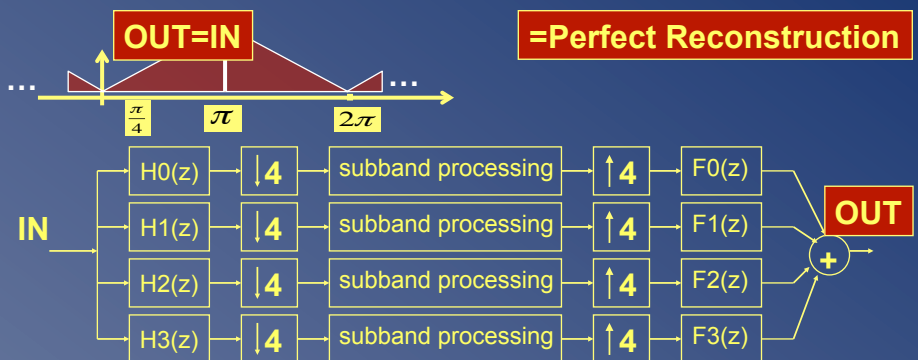 OUT=IN
=Perfect Reconstruction
... ...
π/4 π 2π
H0(z) ↓4 subband processing ↑4 F0(z)
OUT
IN
H1(z) ↓4 subband processing ↑4 F1(z)
+
H2(z) ↓4 subband processing ↑4 F2(z)
H3(z) ↓4 subband processing ↑4 F3(z)